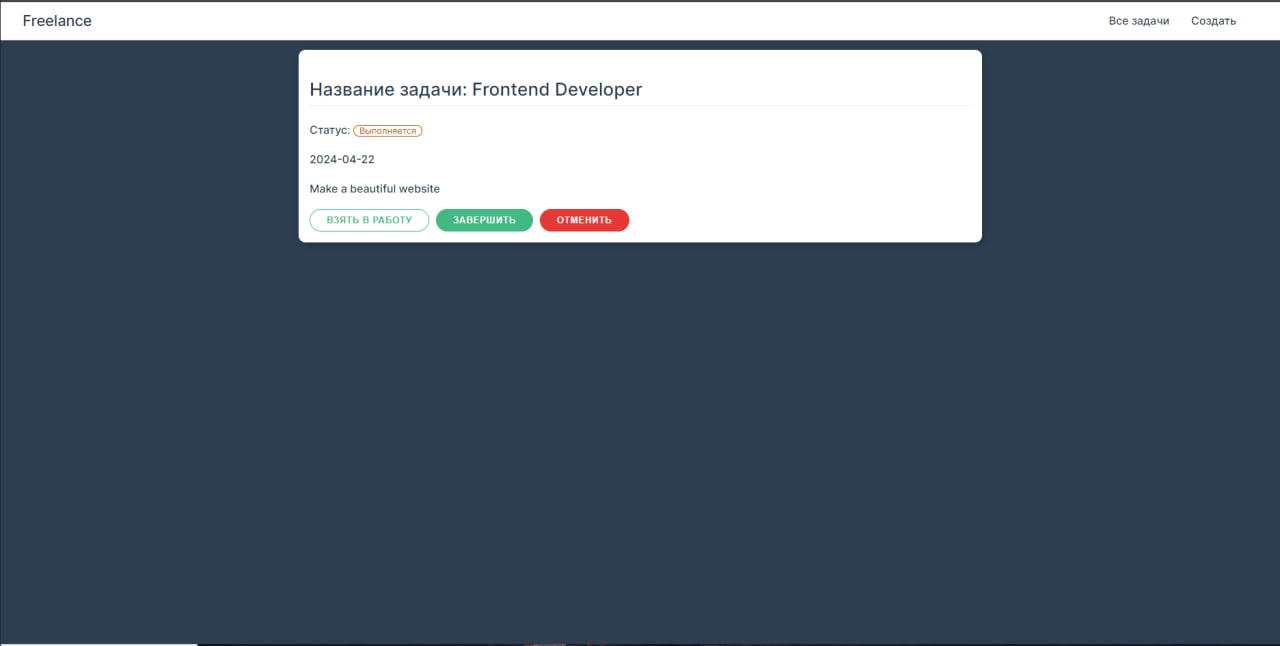 Freelance Все задачи Создать
Название задачи: Frontend Developer
Статус: Выполняется
2024-04-22
Make a beautiful website
ВЗЯТЬ В РАБОТУ ЗАВЕРШИТЬ ОТМЕНИТЬ